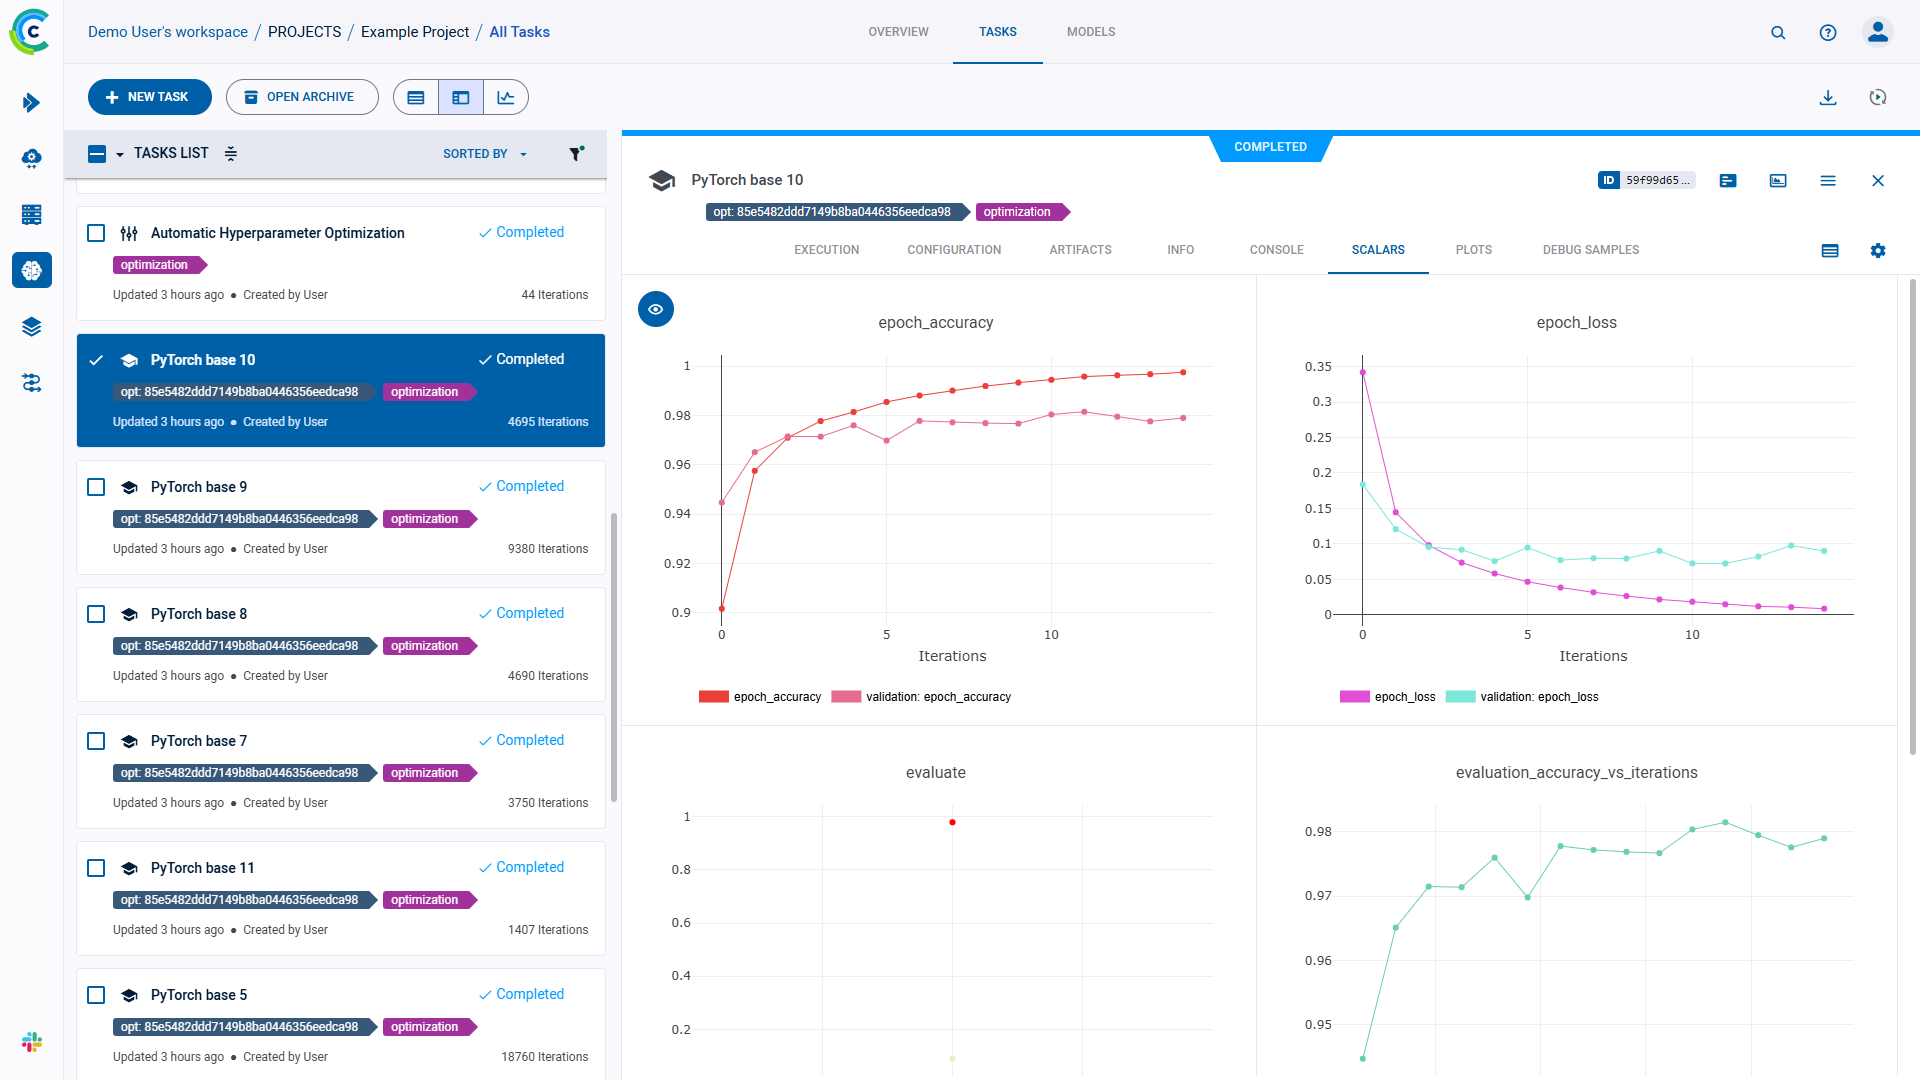 Demo User's workspace / PROJECTS / Example Project / All Tasks
OVERVIEW
TASKS
MODELS
NEW TASK
OPEN ARCHIVE
TASKS LIST
SORTED BY
Automatic Hyperparameter Optimization
Completed
optimization
Updated 3 hours ago ● Created by User
44 Iterations
PyTorch base 10
Completed
opt: 85e5482ddd7149b8ba0446356eedca98
optimization
Updated 3 hours ago ● Created by User
4695 Iterations
PyTorch base 9
Completed
opt: 85e5482ddd7149b8ba0446356eedca98
optimization
Updated 3 hours ago ● Created by User
9380 Iterations
PyTorch base 8
Completed
opt: 85e5482ddd7149b8ba0446356eedca98
optimization
Updated 3 hours ago ● Created by User
4690 Iterations
PyTorch base 7
Completed
opt: 85e5482ddd7149b8ba0446356eedca98
optimization
Updated 3 hours ago ● Created by User
3750 Iterations
PyTorch base 11
Completed
opt: 85e5482ddd7149b8ba0446356eedca98
optimization
Updated 3 hours ago ● Created by User
1407 Iterations
PyTorch base 5
Completed
opt: 85e5482ddd7149b8ba0446356eedca98
optimization
Updated 3 hours ago ● Created by User
18760 Iterations
COMPLETED
PyTorch base 10
ID 59f99d65...
opt: 85e5482ddd7149b8ba0446356eedca98
optimization
EXECUTION
CONFIGURATION
ARTIFACTS
INFO
CONSOLE
SCALARS
PLOTS
DEBUG SAMPLES
epoch_accuracy
1
0.98
0.96
0.94
0.92
0.9
0
5
10
Iterations
epoch_accuracy
validation: epoch_accuracy
epoch_loss
0.35
0.3
0.25
0.2
0.15
0.1
0.05
0
0
5
10
Iterations
epoch_loss
validation: epoch_loss
evaluate
1
0.8
0.6
0.4
0.2
evaluation_accuracy_vs_iterations
0.98
0.97
0.96
0.95